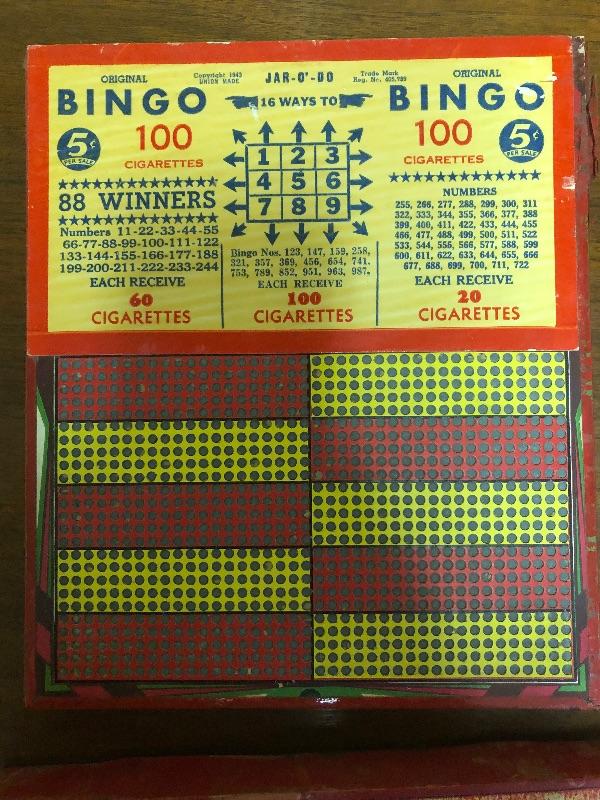 ORIGINAL
BINGO
5¢
PER SALE
100
CIGARETTES
88 WINNERS
Numbers 11-22-33-44-55
66-77-88-99-100-111-122
133-144-155-166-177-188
199-200-211-222-233-244
EACH RECEIVE
60
CIGARETTES
Copyright 1943
UNION MADE
JAR-O'-DO
Trade Mark
Reg. No. 405,789
16 WAYS TO
1 2 3
4 5 6
7 8 9
Bingo Nos. 123, 147, 159, 258,
321, 357, 369, 456, 654, 741,
753, 789, 852, 951, 963, 987,
EACH RECEIVE
100
CIGARETTES
ORIGINAL
BINGO
100
CIGARETTES
5¢
PER SALE
NUMBERS
255, 266, 277, 288, 299, 300, 311
322, 333, 344, 355, 366, 377, 388
399, 400, 411, 422, 433, 444, 455
466, 477, 488, 499, 500, 511, 522
533, 544, 555, 566, 577, 588, 599
600, 611, 622, 633, 644, 655, 666
677, 688, 699, 700, 711, 722
EACH RECEIVE
20
CIGARETTES